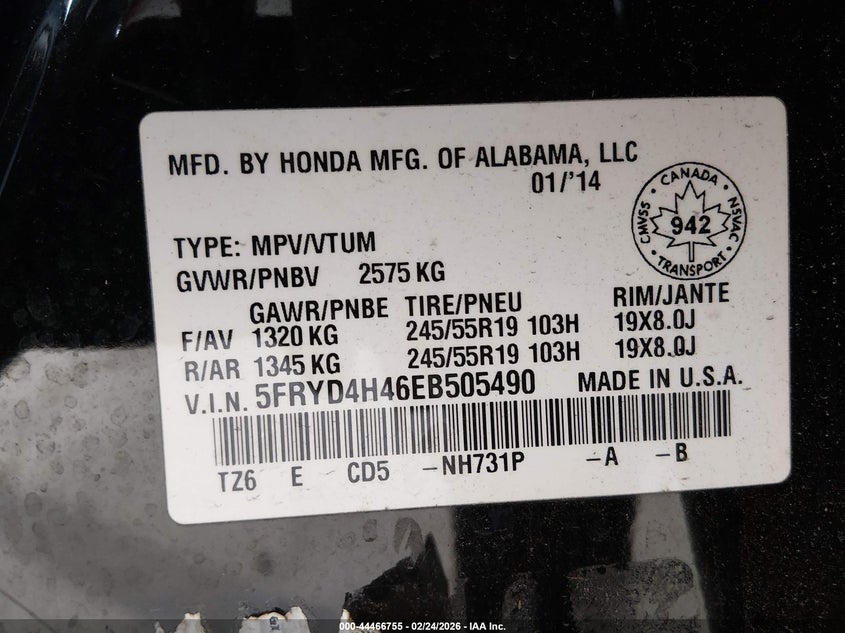 MFD. BY HONDA MFG. OF ALABAMA, LLC
01/'14
CANADA
CMVSS
942
NSVAC
TRANSPORT
TYPE: MPV/VTUM
GVWR/PNBV 2575 KG
GAWR/PNBE TIRE/PNEU RIM/JANTE
F/AV 1320 KG 245/55R19 103H 19X8.0J
R/AR 1345 KG 245/55R19 103H 19X8.0J
V.I.N. 5FRYD4H46EB505490 MADE IN U.S.A.
TZ6 E CD5 -NH731P -A -B
000-44466755 - 02/24/2026 - IAA Inc.